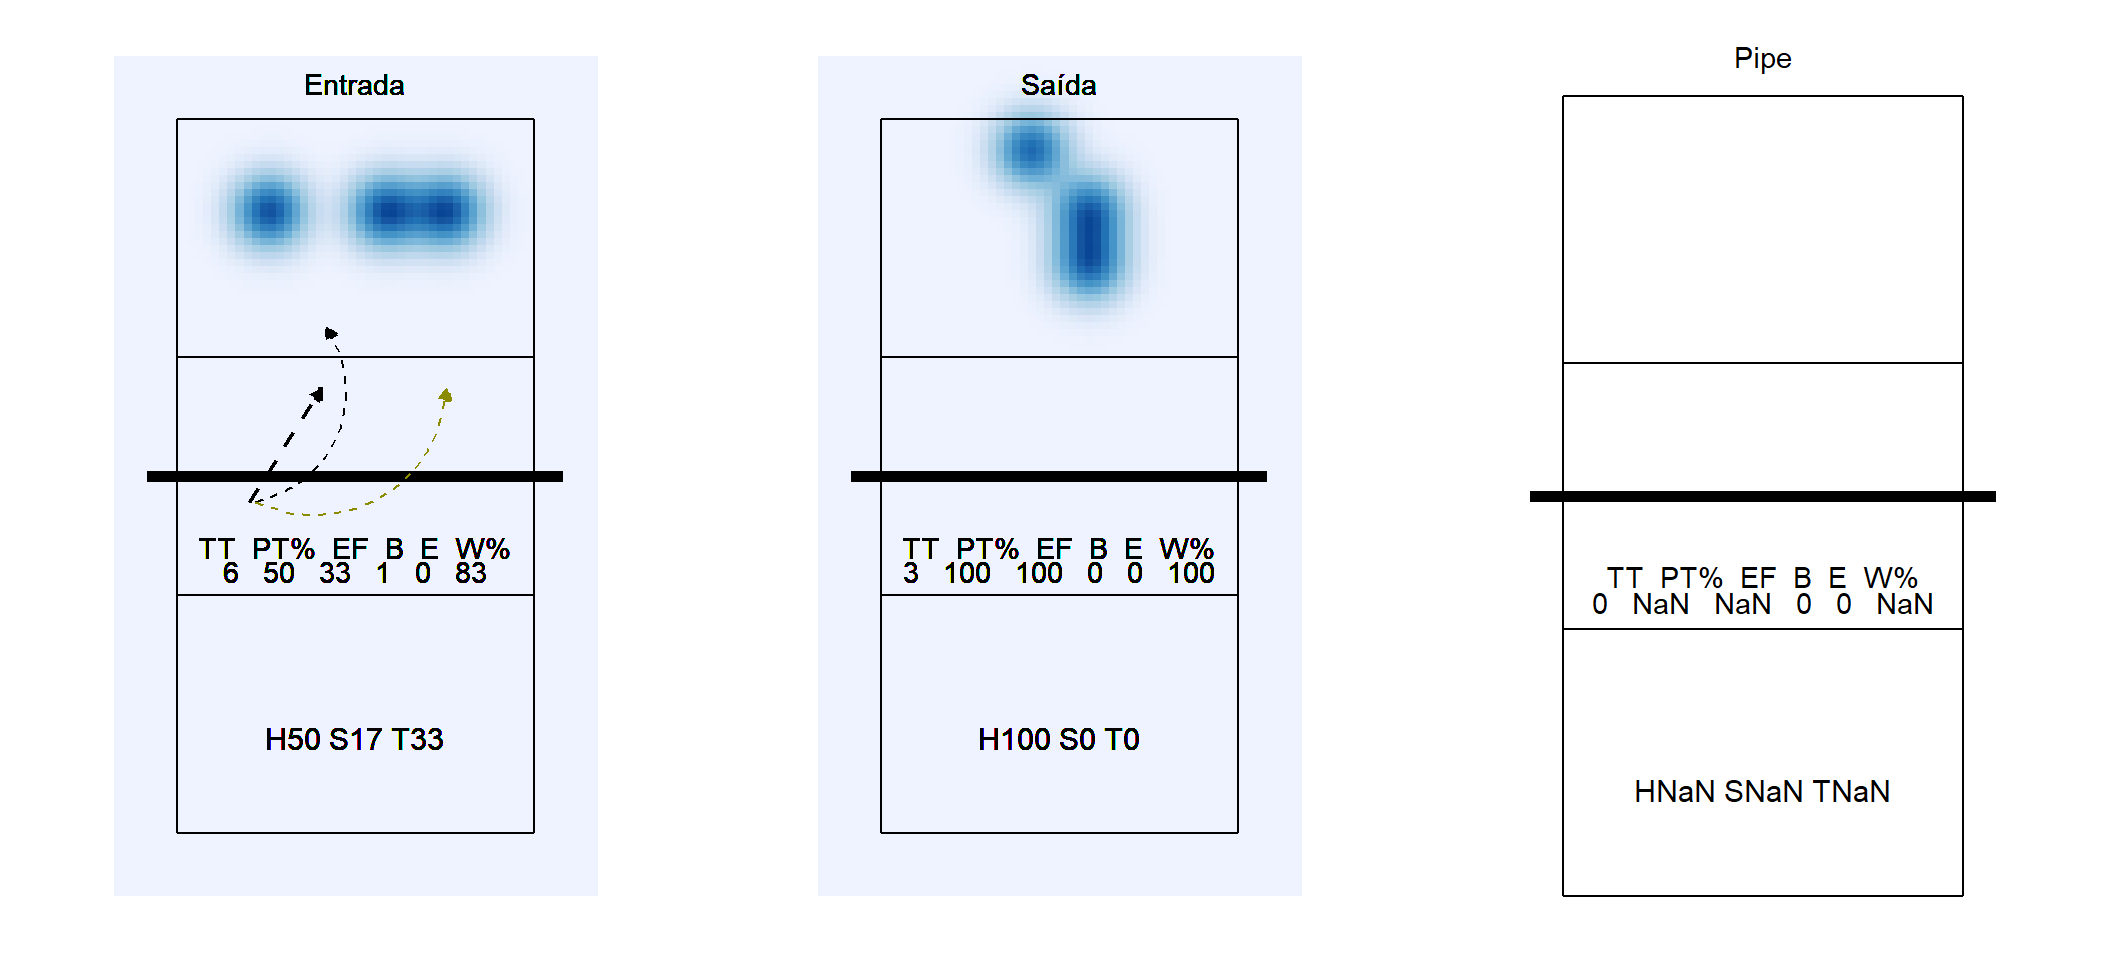 Entrada
TT PT% EF B E W%
6 50 33 1 0 83
H50 S17 T33
Saída
TT PT% EF B E W%
3 100 100 0 0 100
H100 S0 T0
Pipe
TT PT% EF B E W%
0 NaN NaN 0 0 NaN
HNaN SNaN TNaN